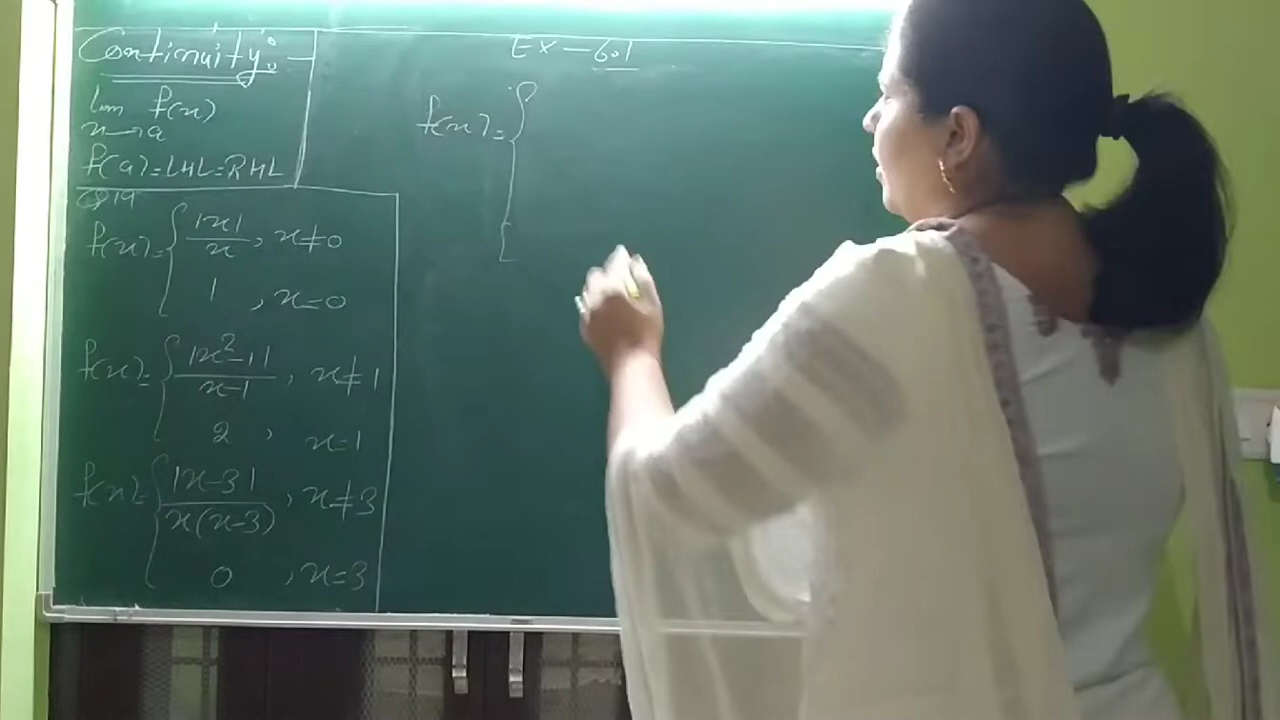 Continuity:-
lim f(x)
x→a
f(a)=LHL=RHL
Q19
f(x)={ |x|/x, x≠0
1, x=0
f(x)={ |x²-1|/x-1, x≠1
2, x=1
f(x)={ |x-3|/x(x-3), x≠3
0, x=3
EX-6.1
f(x)={